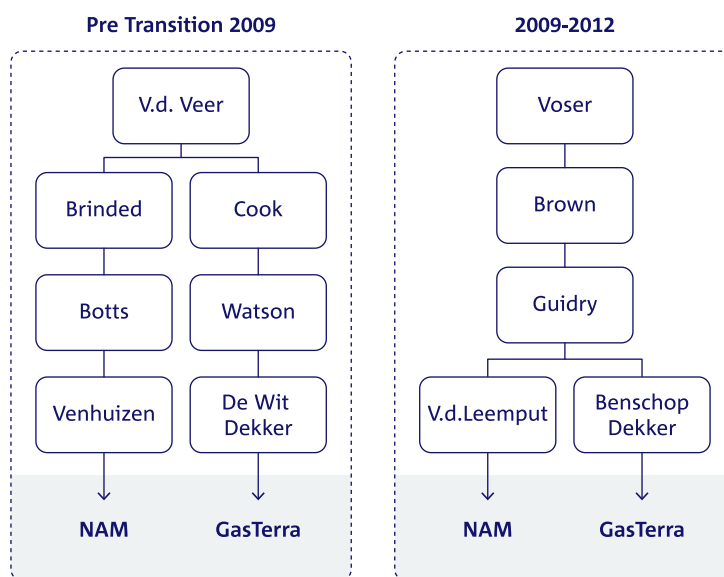 Pre Transition 2009
V.d. Veer
Brinded
Cook
Botts
Watson
Venhuizen
De Wit
Dekker
NAM
GasTerra
2009-2012
Voser
Brown
Guidry
V.d.Leemput
Benschop
Dekker
NAM
GasTerra